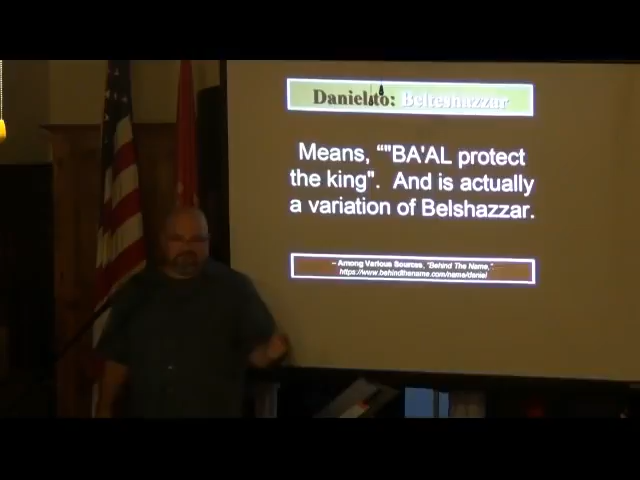 Daniel to: Belteshazzar
Means, “"BA'AL protect
the king". And is actually
a variation of Belshazzar.
– Among Various Sources, "Behind The Name,"
https://www.behindthename.com/name/daniel